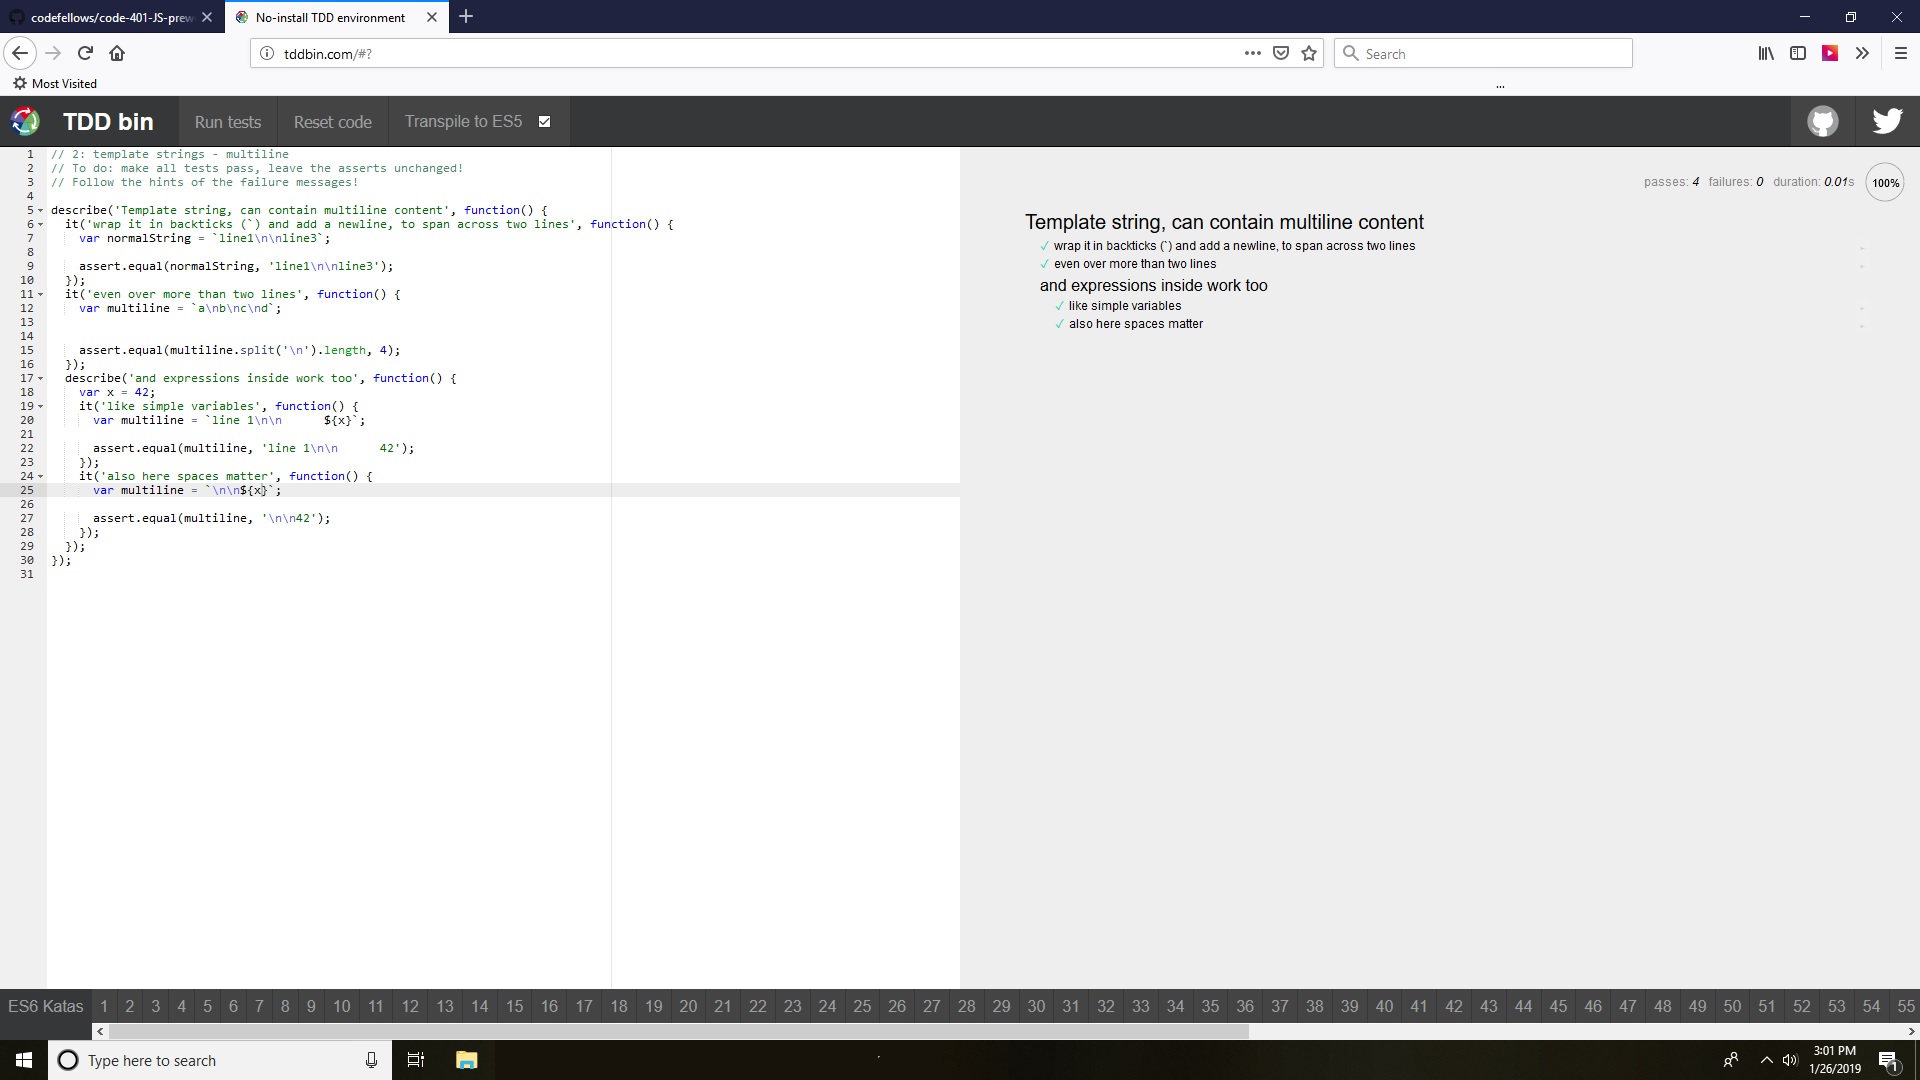 codefellows/code-401-JS-prew
No-install TDD environment
tddbin.com/#?
Search
Most Visited
TDD bin
Run tests
Reset code
Transpile to ES5
1 // 2: template strings - multiline
2 // To do: make all tests pass, leave the asserts unchanged!
3 // Follow the hints of the failure messages!
4
5 describe('Template string, can contain multiline content', function() {
6   it('wrap it in backticks (`) and add a newline, to span across two lines', function() {
7     var normalString = `line1\n\nline3`;
8
9     assert.equal(normalString, 'line1\n\nline3');
10   });
11   it('even over more than two lines', function() {
12     var multiline = `a\nb\nc\nd`;
13
14
15     assert.equal(multiline.split('\n').length, 4);
16   });
17   describe('and expressions inside work too', function() {
18     var x = 42;
19     it('like simple variables', function() {
20       var multiline = `line 1\n\n      ${x}`;
21
22       assert.equal(multiline, 'line 1\n\n      42');
23     });
24     it('also here spaces matter', function() {
25       var multiline = `\n\n${x}`;
26
27       assert.equal(multiline, '\n\n42');
28     });
29   });
30 });
31
passes: 4 failures: 0 duration: 0.01s 100%
Template string, can contain multiline content
✓ wrap it in backticks (`) and add a newline, to span across two lines
✓ even over more than two lines
and expressions inside work too
✓ like simple variables
✓ also here spaces matter
ES6 Katas 1 2 3 4 5 6 7 8 9 10 11 12 13 14 15 16 17 18 19 20 21 22 23 24 25 26 27 28 29 30 31 32 33 34 35 36 37 38 39 40 41 42 43 44 45 46 47 48 49 50 51 52 53 54 55
Type here to search
3:01 PM
1/26/2019
1